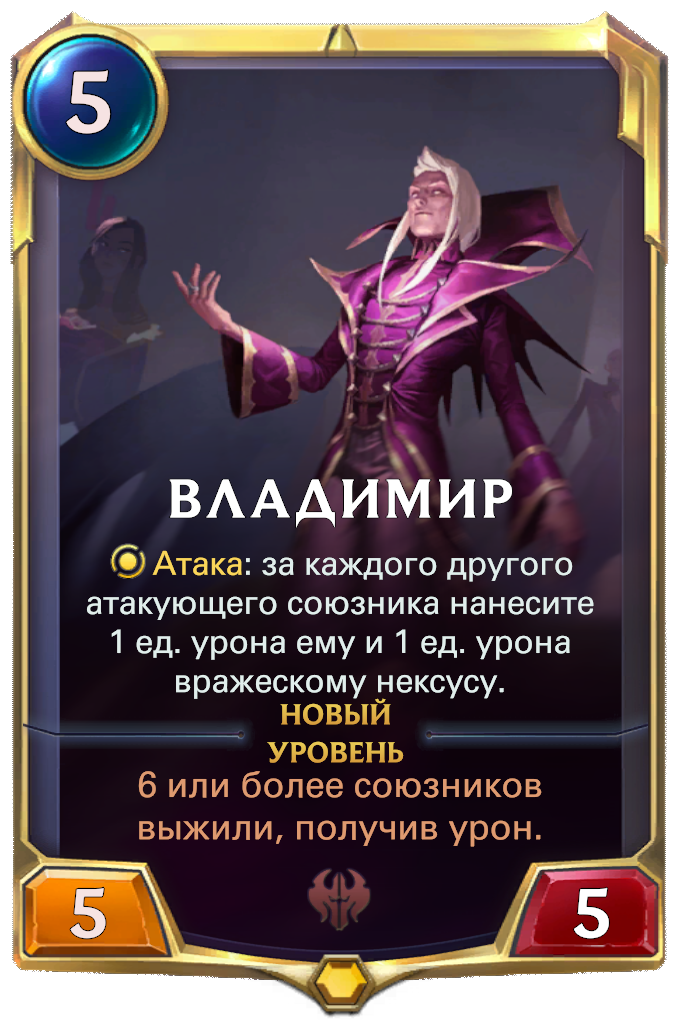 5
ВЛАДИМИР
Атака: за каждого другого
атакующего союзника нанесите
1 ед. урона ему и 1 ед. урона
вражескому нексусу.
НОВЫЙ
УРОВЕНЬ
6 или более союзников
выжили, получив урон.
5 5